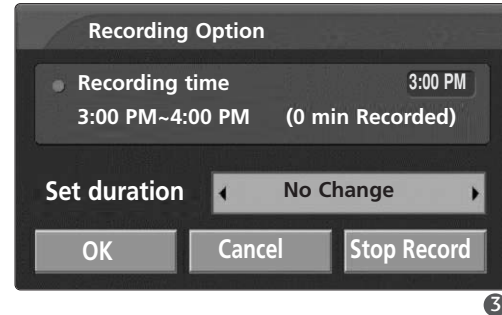 Recording Option
Recording time 3:00 PM
3:00 PM~4:00 PM (0 min Recorded)
Set duration No Change
OK Cancel Stop Record
3